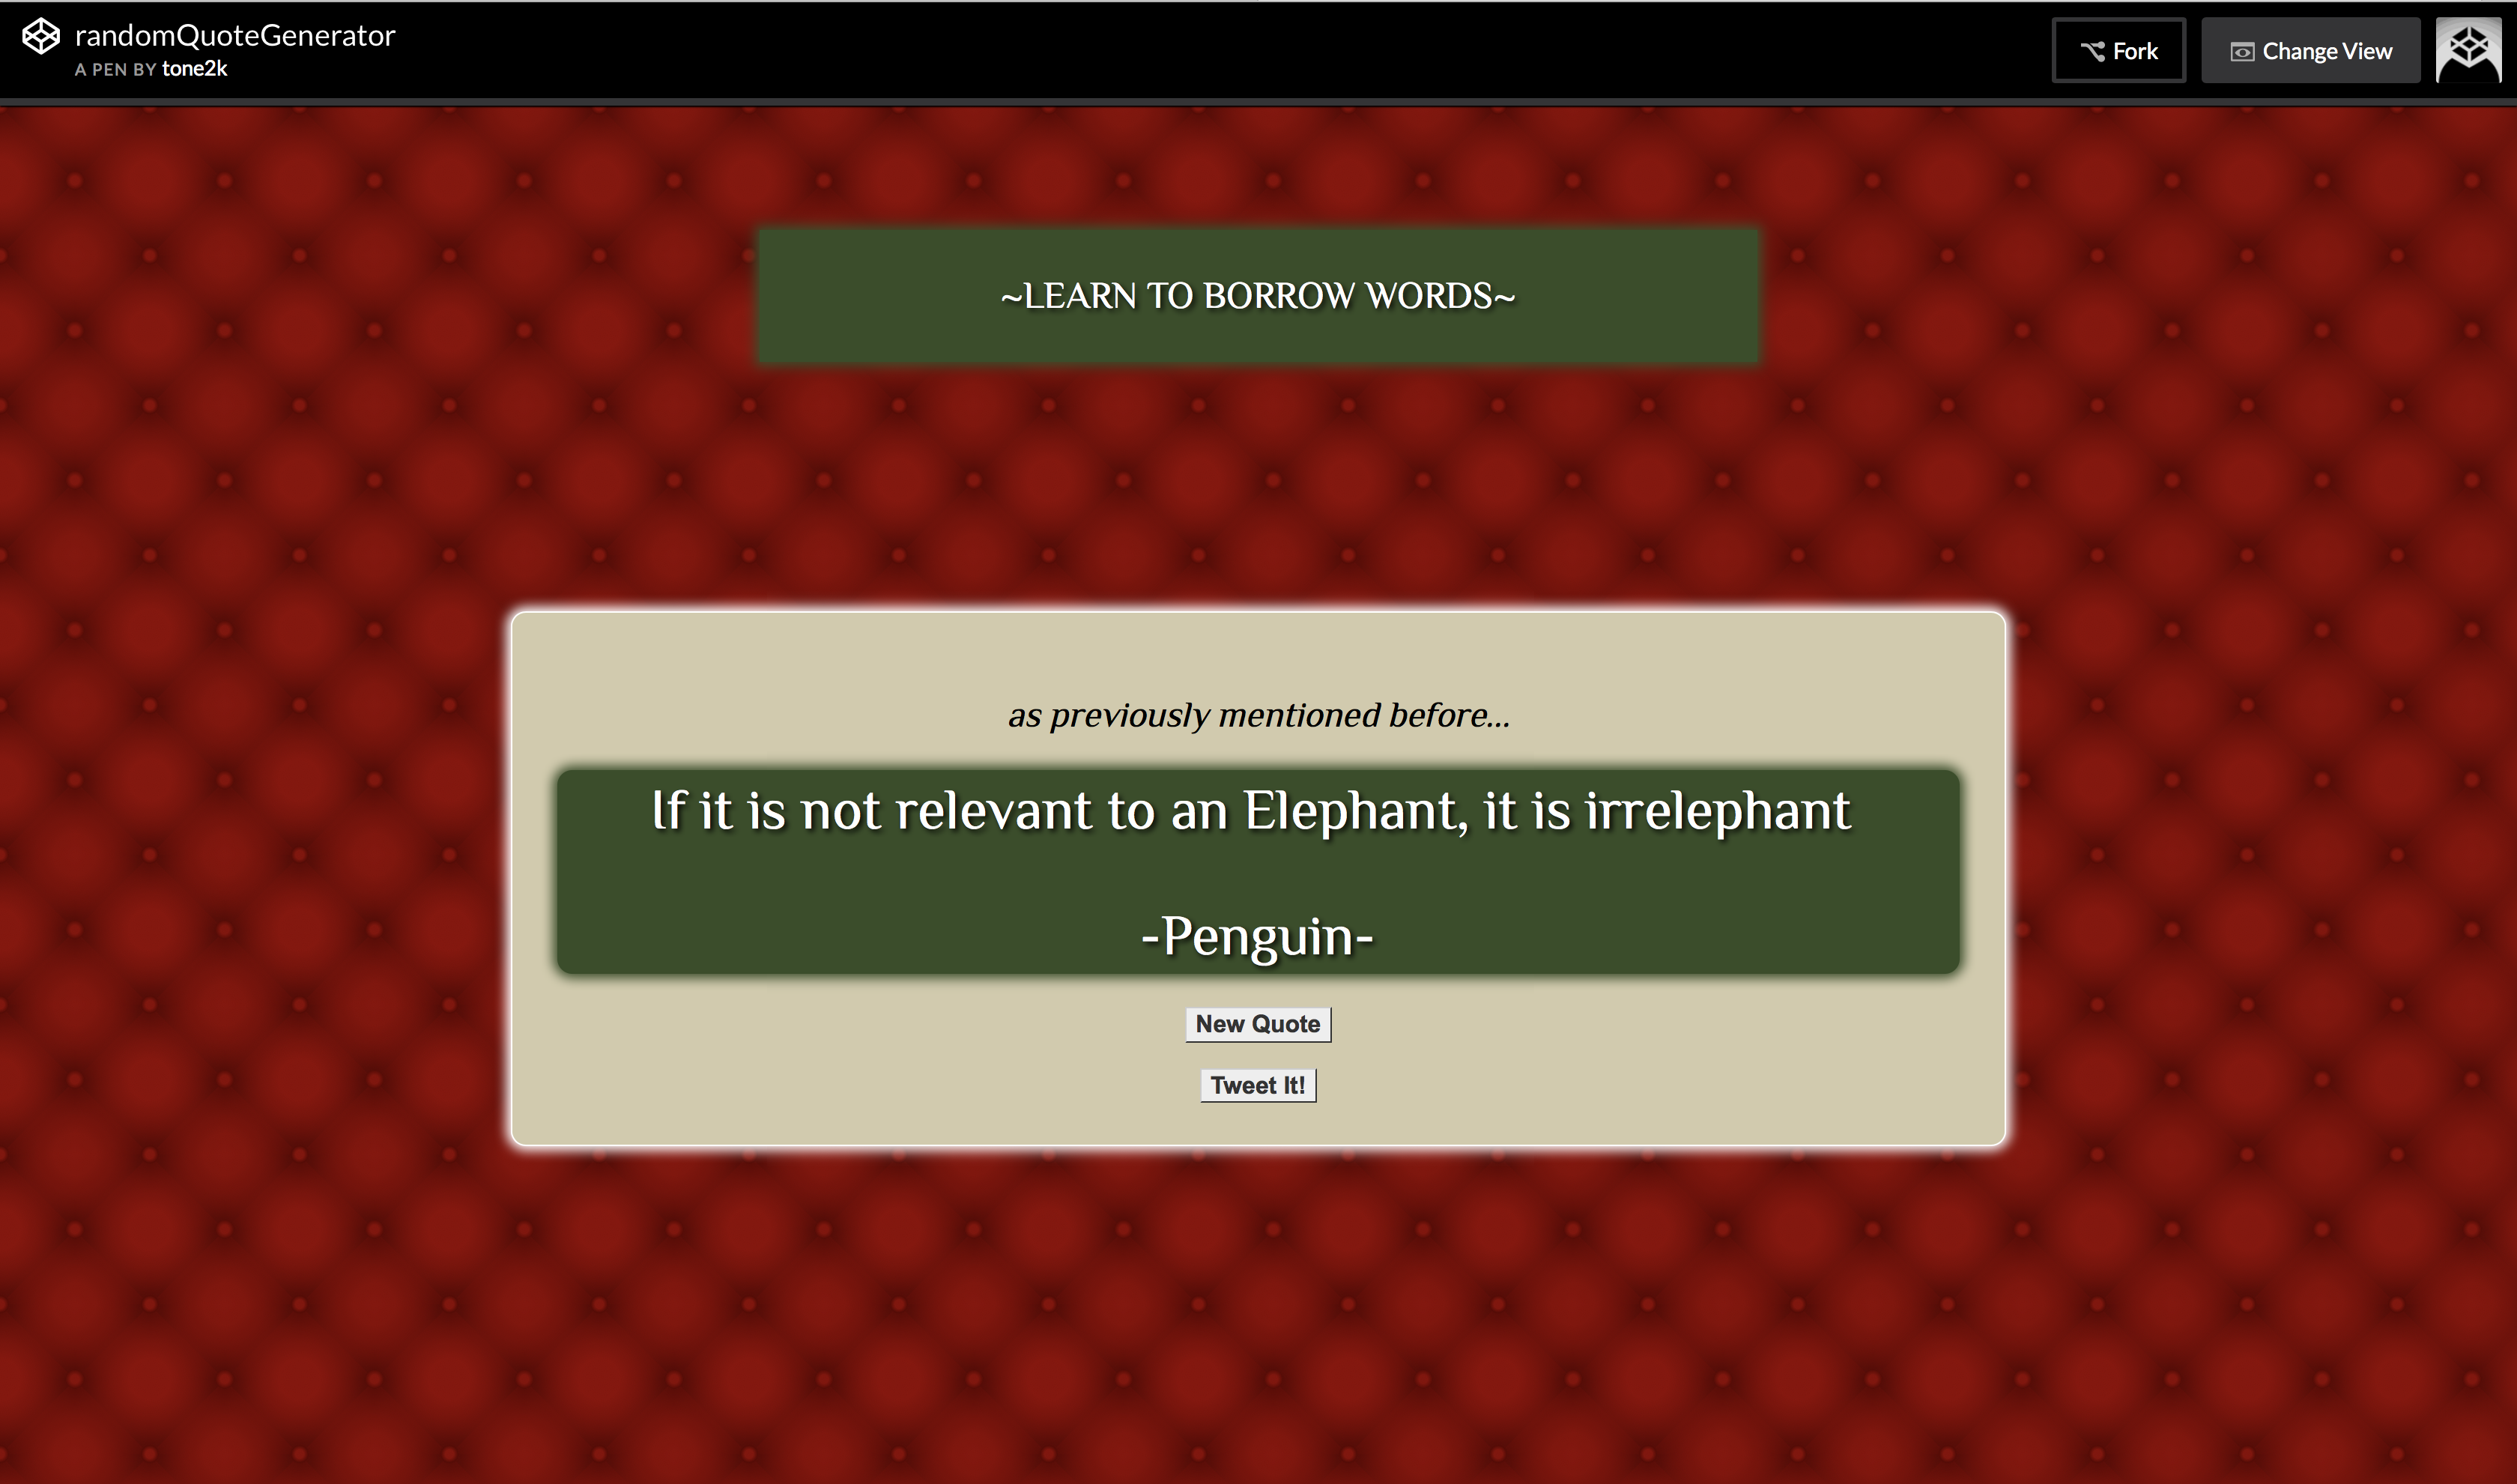 randomQuoteGenerator
A PEN BY tone2k
Fork
Change View
~LEARN TO BORROW WORDS~
as previously mentioned before...
If it is not relevant to an Elephant, it is irrelephant
-Penguin-
New Quote
Tweet It!